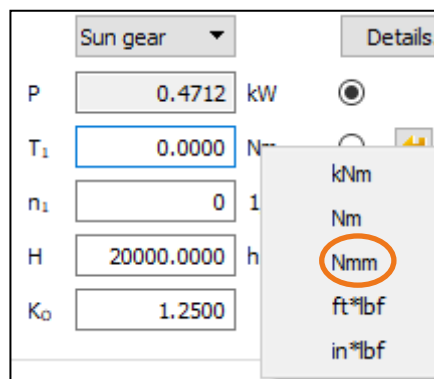 Sun gear Details
P 0.4712 kW
T₁ 0.0000 Nm
kNm
n₁ 0 1
Nm
H 20000.0000 h
Nmm
K₀ 1.2500
ft*lbf
in*lbf